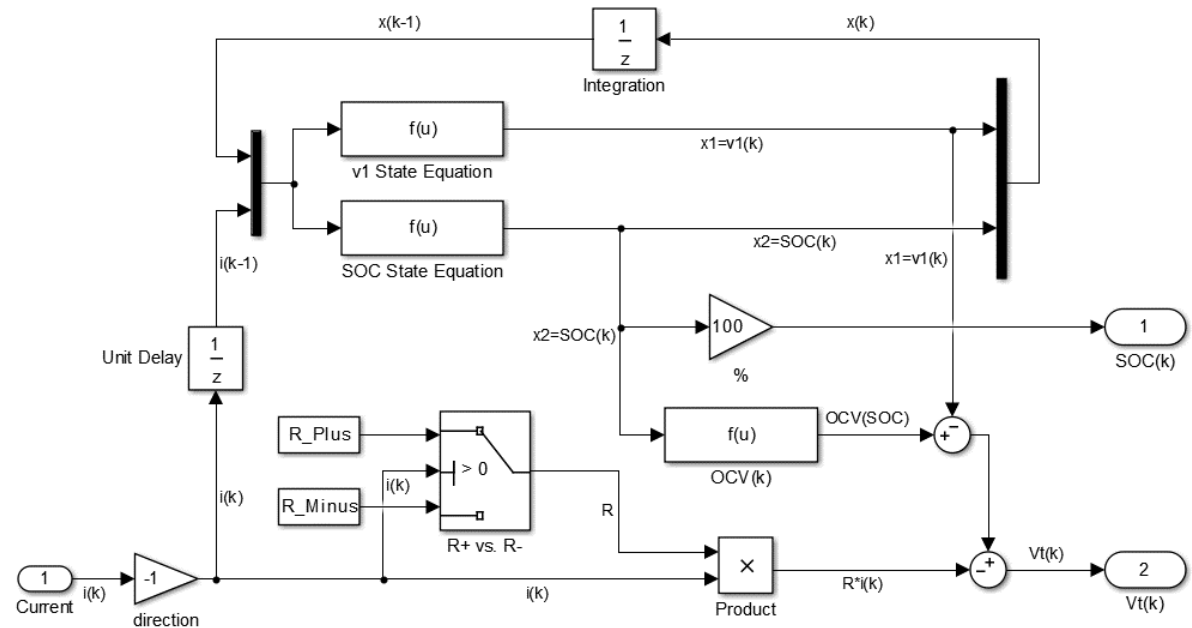 x(k-1)
1
z
x(k)
Integration
f(u)
v1 State Equation
x1=v1(k)
f(u)
SOC State Equation
x2=SOC(k)
x1=v1(k)
i(k-1)
Unit Delay
1
z
x2=SOC(k)
100
%
1
SOC(k)
R_Plus
> 0
i(k)
R_Minus
R+ vs. R-
i(k)
f(u)
OCV(k)
OCV(SOC)
+
−
R
1
Current
i(k)
-1
direction
i(k)
×
Product
R*i(k)
−
+
Vt(k)
2
Vt(k)